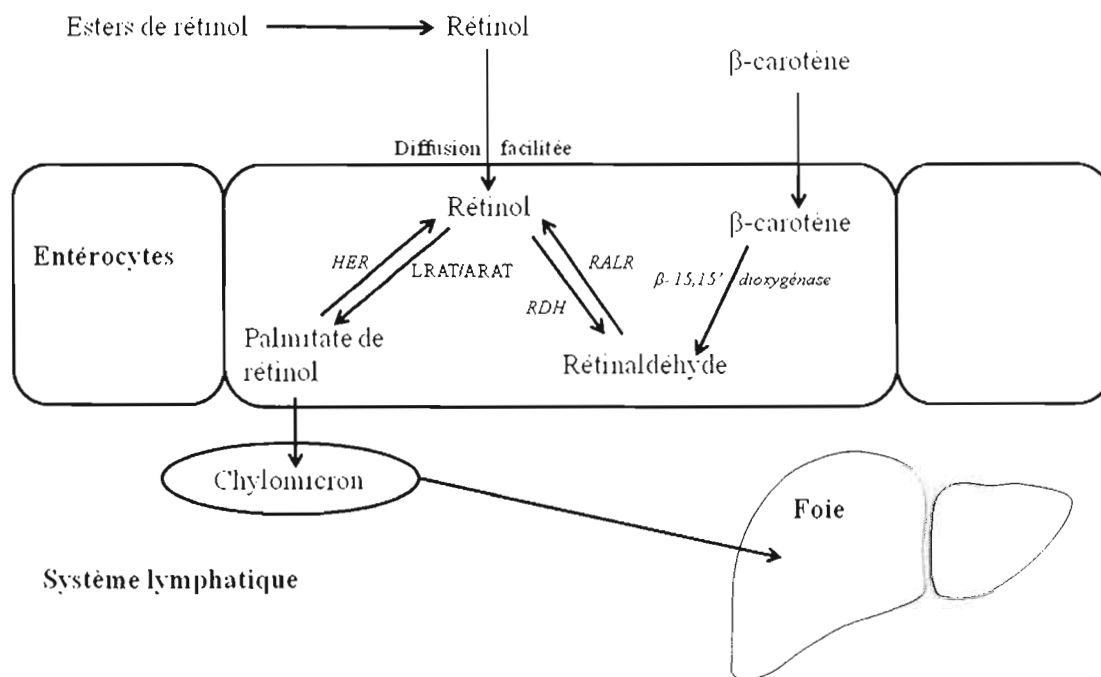 Esters de rétinol
Rétinol
β-carotène
Diffusion facilitée
Rétinol
β-carotène
Entérocytes
HER
LRAT/ARAT
RALR
RDH
β- 15,15' dioxygénase
Palmitate de
rétinol
Rétinaldéhyde
Chylomicron
Foie
Système lymphatique